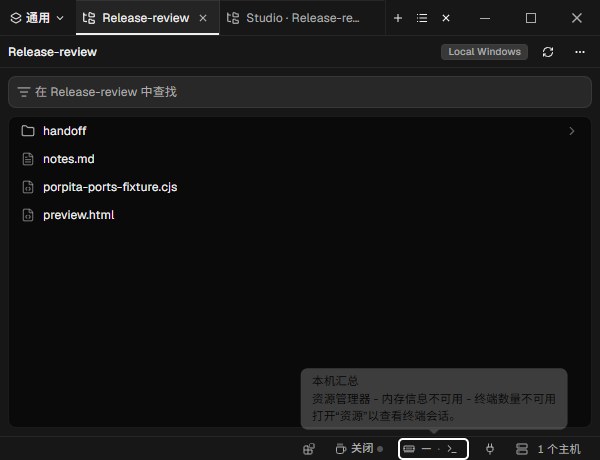 通用
Release-review
Studio · Release-re...
Release-review
Local Windows
在 Release-review 中查找
handoff
notes.md
porpita-ports-fixture.cjs
preview.html
本机汇总
资源管理器 - 内存信息不可用 - 终端数量不可用
打开“资源”以查看终端会话。
关闭
— ·
1 个主机